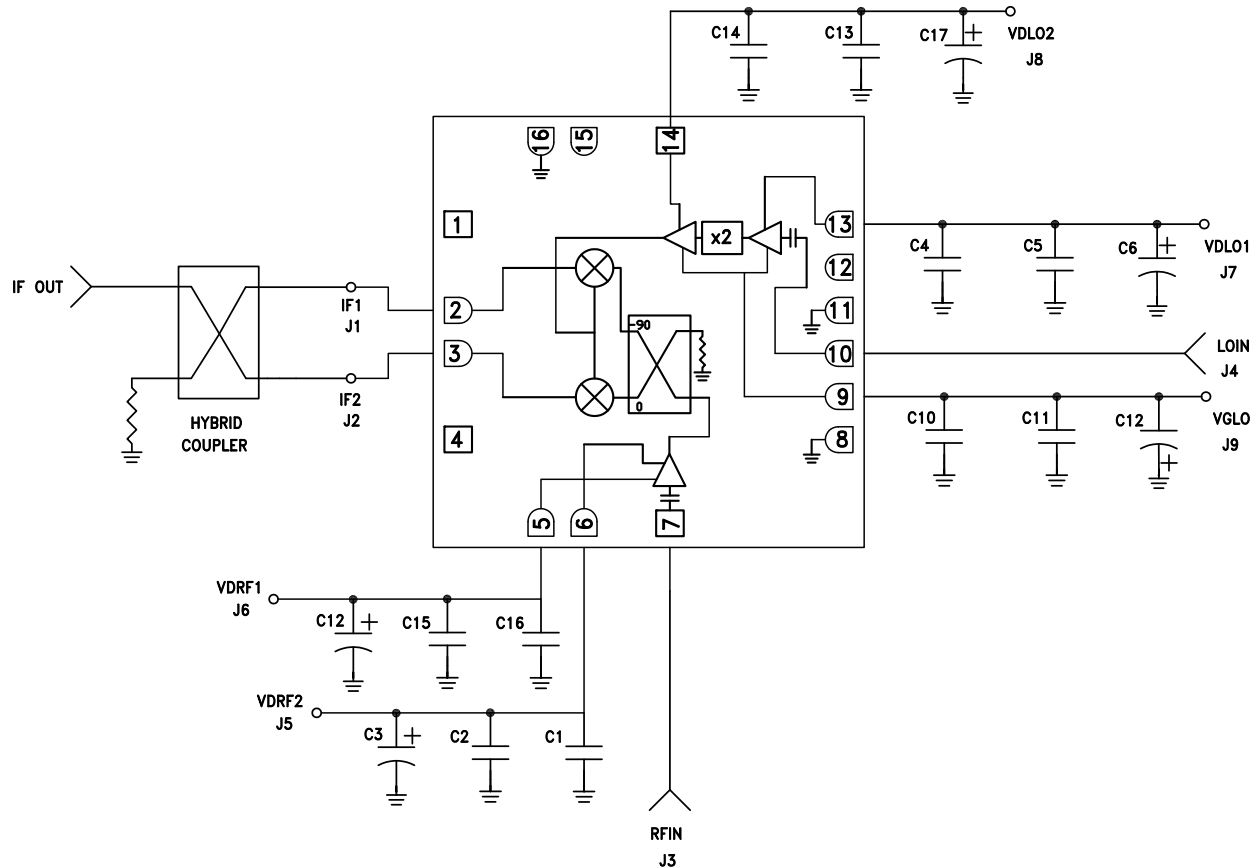 C14
C13
C17
+
VDLO2
J8
16
15
14
1
x2
13
C4
C5
C6
+
VDLO1
J7
12
IF OUT
IF1
J1
2
11
-90
3
10
LOIN
J4
IF2
J2
0
9
C10
C11
C12
+
VGLO
J9
HYBRID
COUPLER
4
8
5
6
7
VDRF1
J6
C12
+
C15
C16
VDRF2
J5
C3
+
C2
C1
RFIN
J3